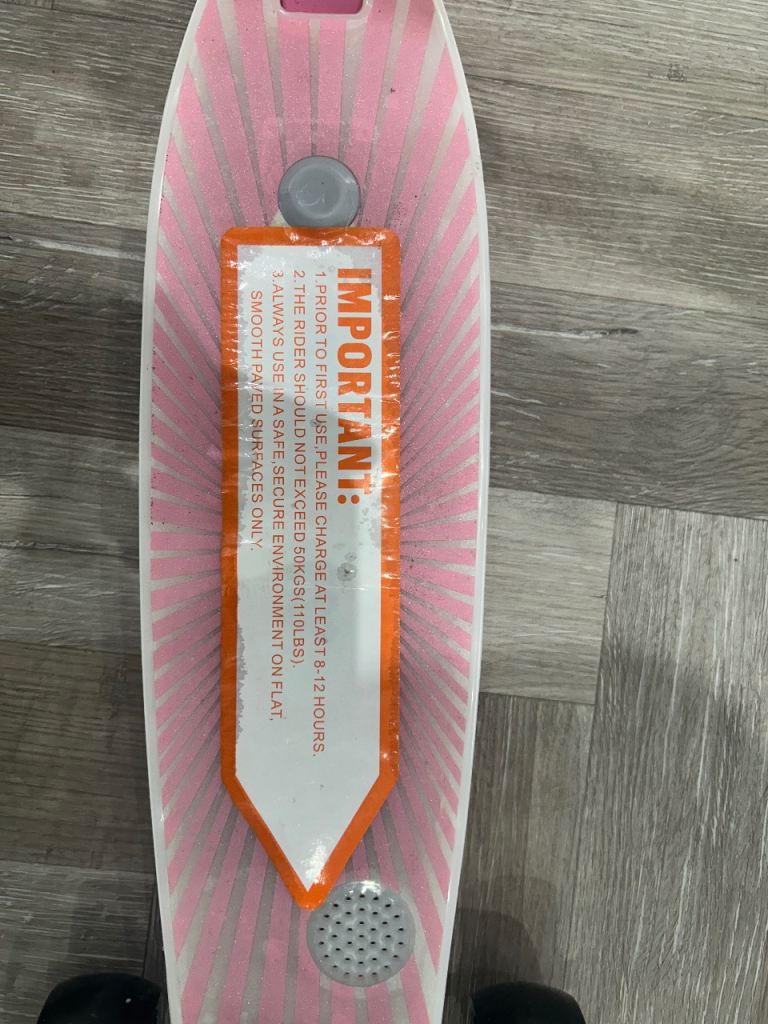 IMPORTANT:
1.PRIOR TO FIRST USE,PLEASE CHARGE AT LEAST 8-12 HOURS.
2.THE RIDER SHOULD NOT EXCEED 50KGS(110LBS).
3.ALWAYS USE IN A SAFE,SECURE ENVIRONMENT ON FLAT,
SMOOTH PAVED SURFACES ONLY.